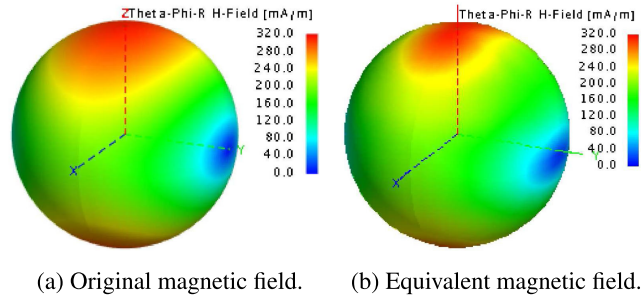 Z Theta-Phi-R H-Field [mA/m]
320.0
280.0
240.0
200.0
160.0
120.0
80.0
40.0
0.0
X
Y
(a) Original magnetic field.
Theta-Phi-R H-Field [mA/m]
320.0
280.0
240.0
200.0
160.0
120.0
80.0
40.0
0.0
X
Y
(b) Equivalent magnetic field.